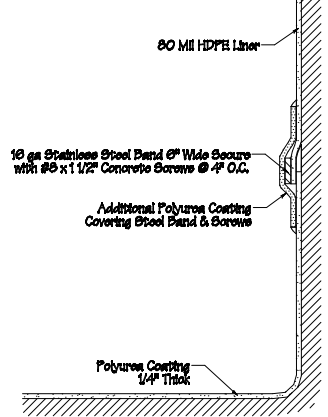 80 Mil HDPE Liner
16 ga Stainless Steel Band 6" Wide Secure
with #8 x 1 1/2" Concrete Screws @ 4" O.C.
Additional Polyurea Coating
Covering Steel Band & Screws
Polyurea Coating
1/4" Thick